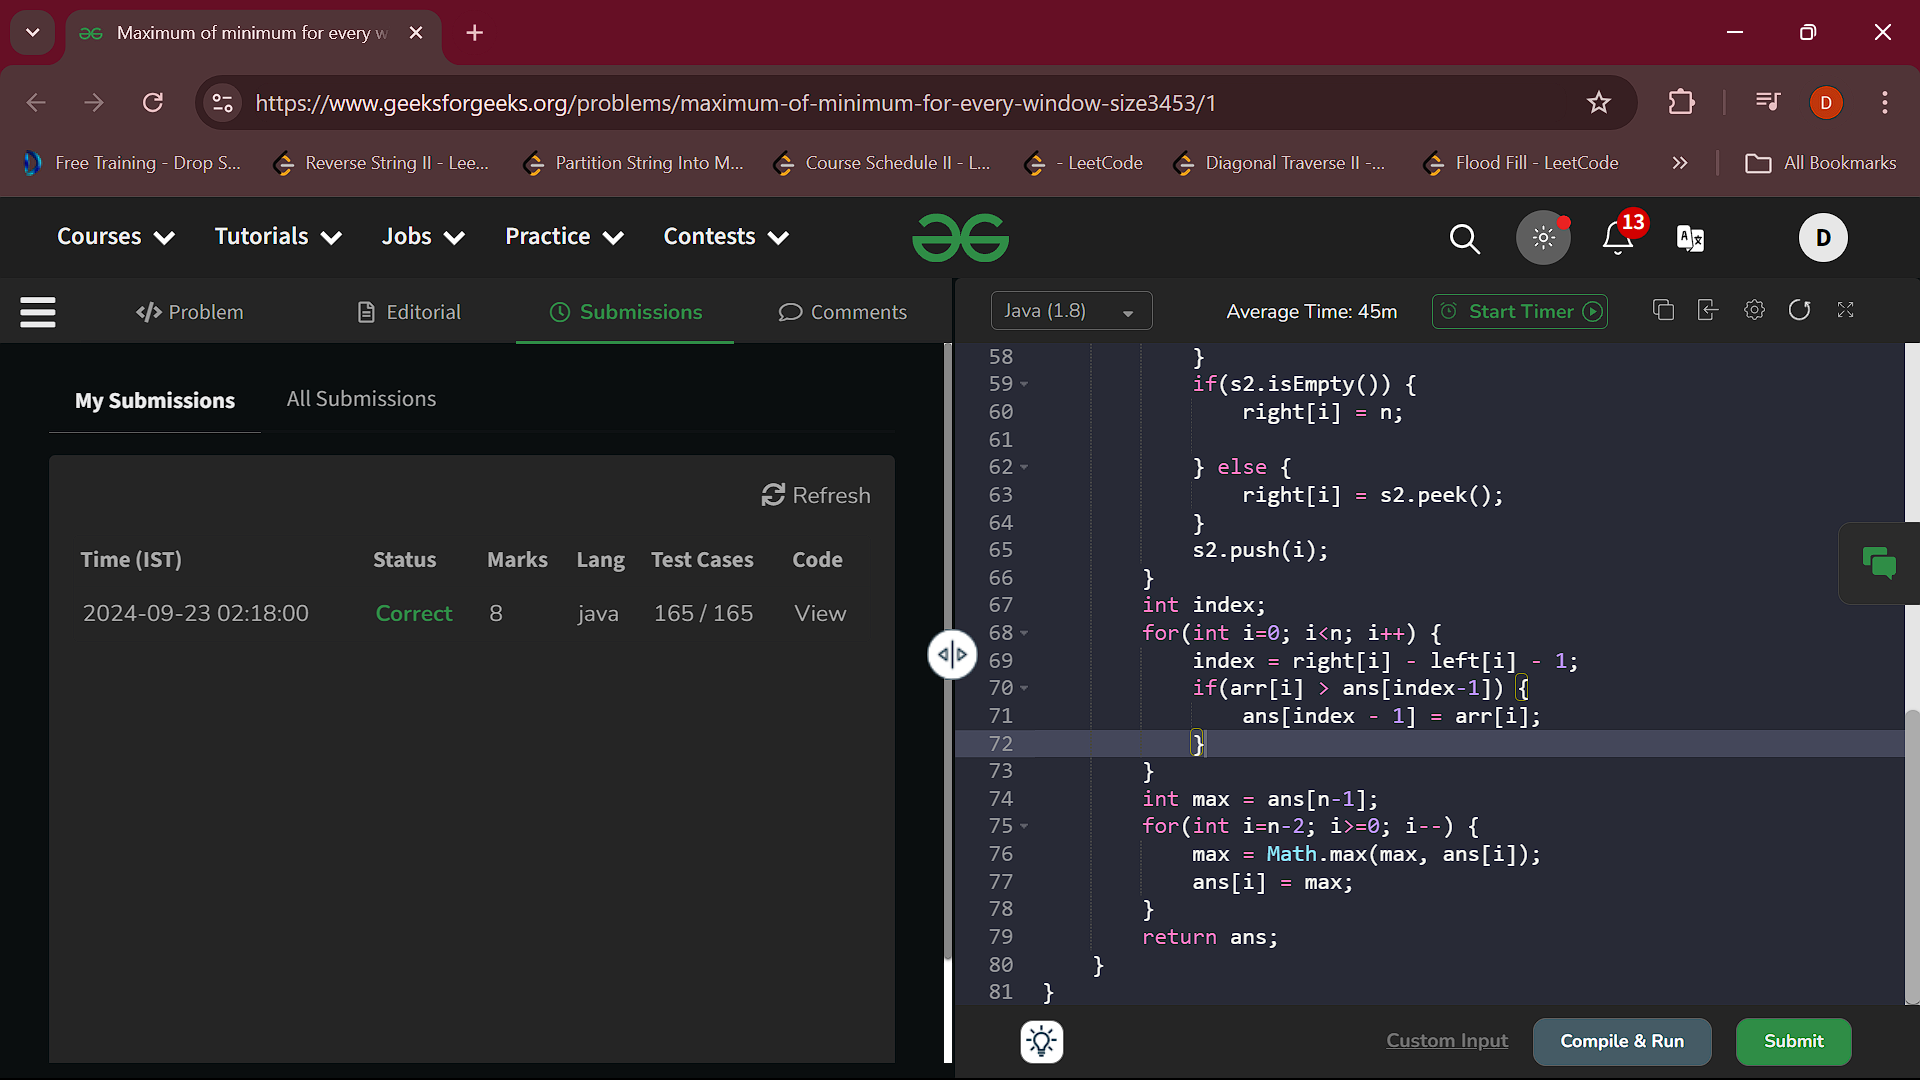 Maximum of minimum for every w
https://www.geeksforgeeks.org/problems/maximum-of-minimum-for-every-window-size3453/1
D
Free Training - Drop S...
Reverse String II - Lee...
Partition String Into M...
Course Schedule II - L...
- LeetCode
Diagonal Traverse II -...
Flood Fill - LeetCode
All Bookmarks
Courses
Tutorials
Jobs
Practice
Contests
13
D
Problem
Editorial
Submissions
Comments
Java (1.8)
Average Time: 45m
Start Timer
My Submissions
All Submissions
Refresh
Time (IST) Status Marks Lang Test Cases Code
2024-09-23 02:18:00 Correct 8 java 165 / 165 View
58 }
59 if(s2.isEmpty()) {
60 right[i] = n;
61
62 } else {
63 right[i] = s2.peek();
64 }
65 s2.push(i);
66 }
67 int index;
68 for(int i=0; i<n; i++) {
69 index = right[i] - left[i] - 1;
70 if(arr[i] > ans[index-1]) {
71 ans[index - 1] = arr[i];
72 }
73 }
74 int max = ans[n-1];
75 for(int i=n-2; i>=0; i--) {
76 max = Math.max(max, ans[i]);
77 ans[i] = max;
78 }
79 return ans;
80 }
81 }
Custom Input
Compile & Run
Submit